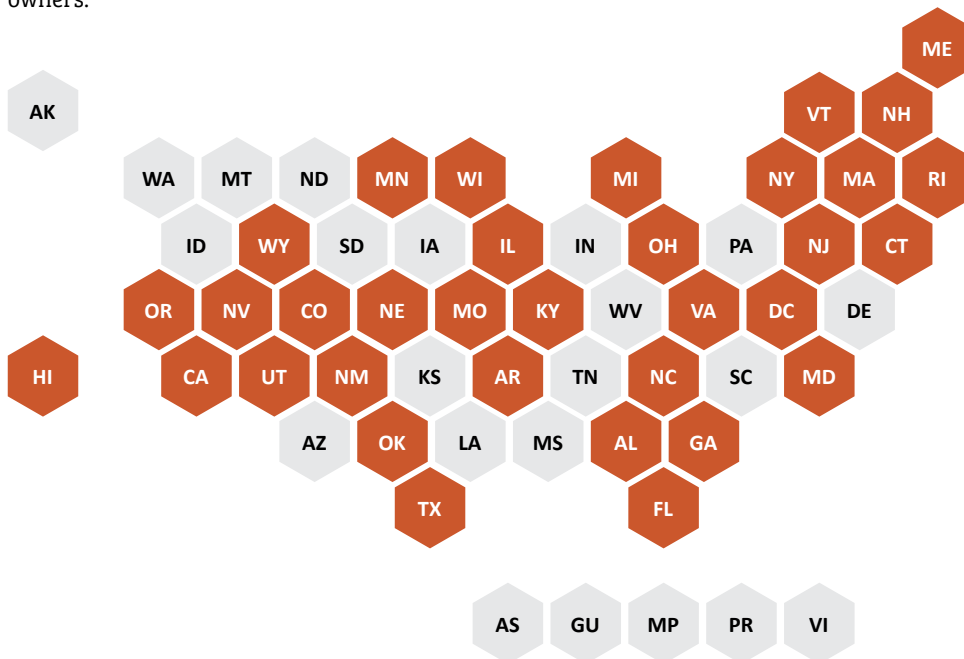 owners.
ME
AK
VT NH
WA MT ND MN WI MI NY MA RI
ID WY SD IA IL IN OH PA NJ CT
OR NV CO NE MO KY WV VA DC DE
HI CA UT NM KS AR TN NC SC MD
AZ OK LA MS AL GA
TX FL
AS GU MP PR VI